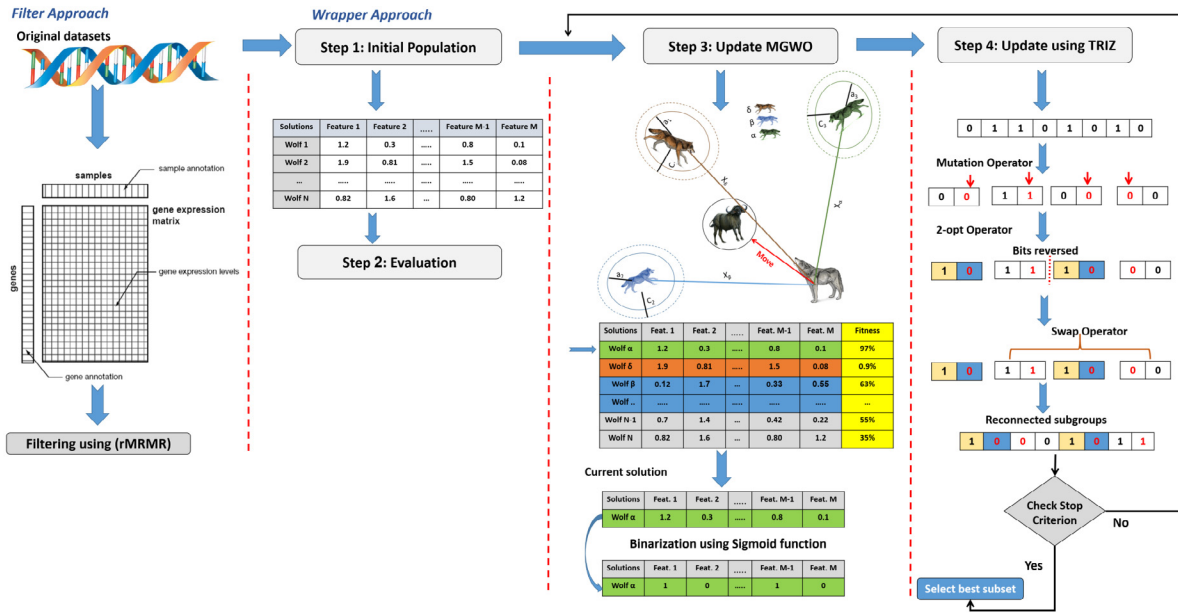 Filter Approach
Original datasets
samples
sample annotation
gene expression
matrix
genes
gene expression levels
gene annotation
Filtering using (rMRMR)
Wrapper Approach
Step 1: Initial Population
Solutions Feature 1 Feature 2 ..... Feature M-1 Feature M
Wolf 1 1.2 0.3 ..... 0.8 0.1
Wolf 2 1.9 0.81 ..... 1.5 0.08
... ..... ..... ... ..... .....
Wolf N 0.82 1.6 ... 0.80 1.2
Step 2: Evaluation
Step 3: Update MGWO
δ
β
α
a₃
C₃
Move
a₂
C₂
Solutions Feat. 1 Feat. 2 ..... Feat. M-1 Feat. M Fitness
Wolf α 1.2 0.3 ..... 0.8 0.1 97%
Wolf δ 1.9 0.81 ..... 1.5 0.08 0.9%
Wolf β 0.12 1.7 ... 0.33 0.55 63%
Wolf .. ..... ..... ... ..... ..... ...
Wolf N-1 0.7 1.4 ... 0.42 0.22 55%
Wolf N 0.82 1.6 ... 0.80 1.2 35%
Current solution
Solutions Feat. 1 Feat. 2 ..... Feat. M-1 Feat. M
Wolf α 1.2 0.3 ..... 0.8 0.1
Binarization using Sigmoid function
Solutions Feat. 1 Feat. 2 ..... Feat. M-1 Feat. M
Wolf α 1 0 ..... 1 0
Step 4: Update using TRIZ
0 1 1 0 1 0 1 0
Mutation Operator
0 0 1 1 0 0 0 0
2-opt Operator
Bits reversed
1 0 1 1 1 0 0 0
Swap Operator
1 0 1 1 1 0 0 0
Reconnected subgroups
1 0 0 0 1 0 1 1
Check Stop
Criterion
No
Yes
Select best subset